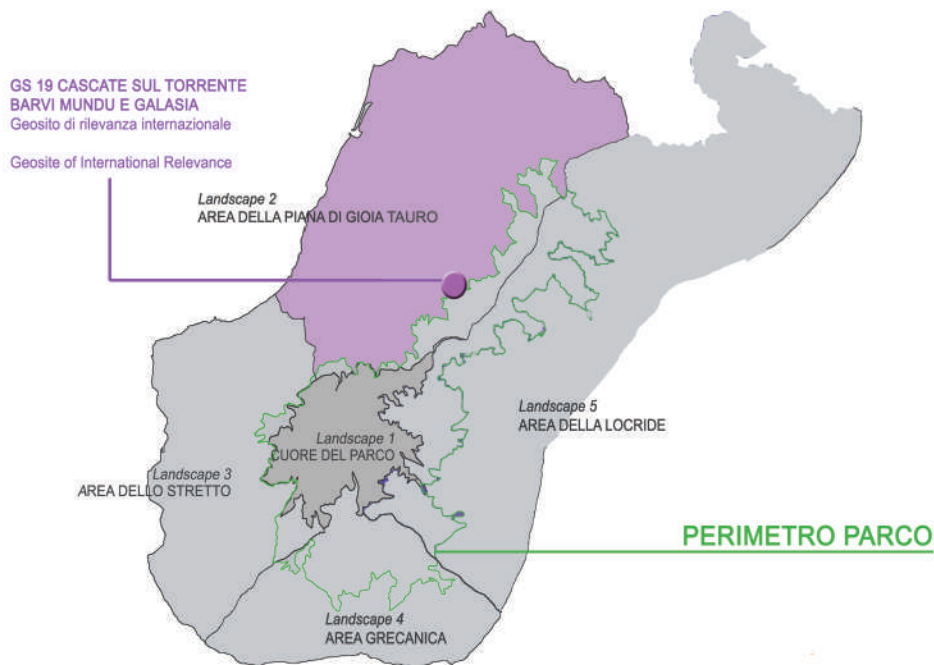 GS 19 CASCATE SUL TORRENTE
BARVI MUNDU E GALASIA
Geosito di rilevanza internazionale
Geosite of International Relevance
Landscape 2
AREA DELLA PIANA DI GIOIA TAURO
Landscape 5
AREA DELLA LOCRIDE
Landscape 1
CUORE DEL PARCO
Landscape 3
AREA DELLO STRETTO
PERIMETRO PARCO
Landscape 4
AREA GRECANICA